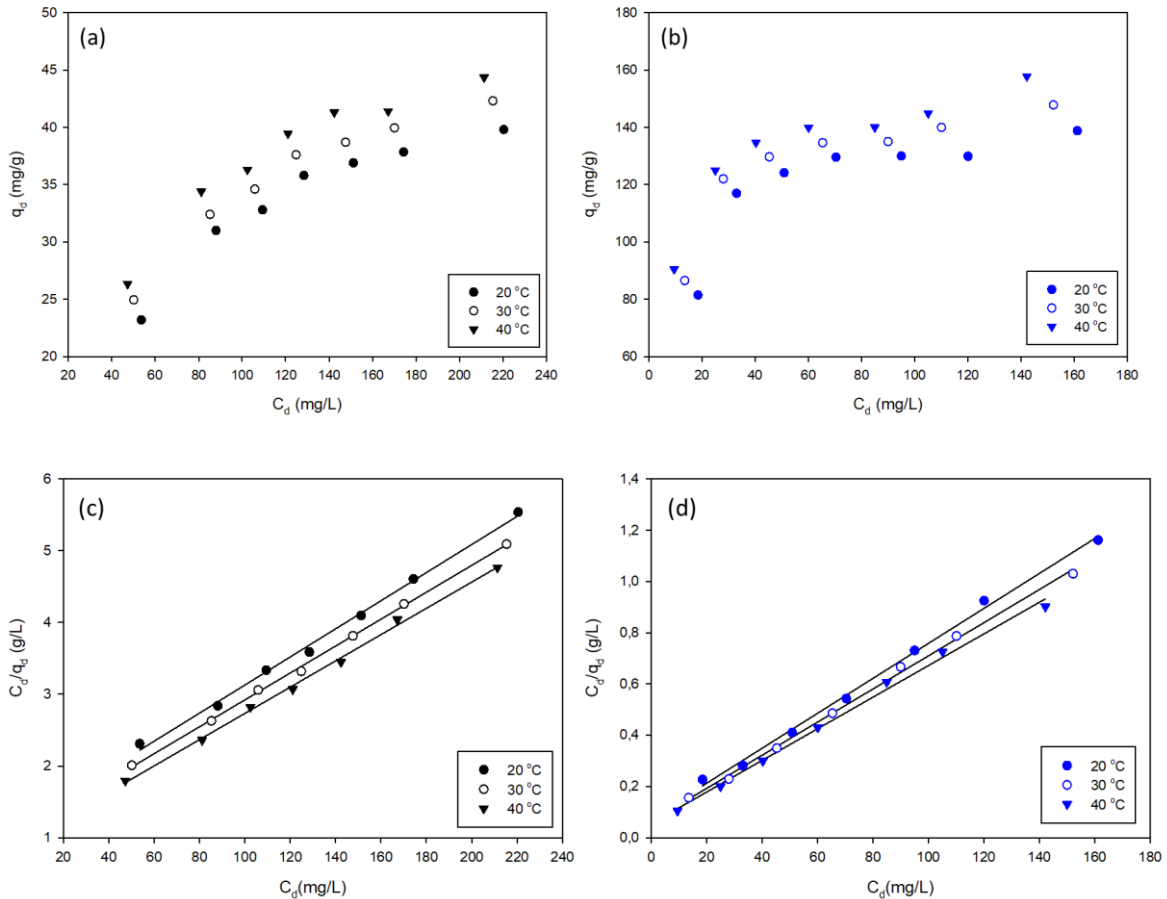 (a)
50
45
40
35
30
25
20
q_d (mg/g)
20 40 60 80 100 120 140 160 180 200 220 240
C_d (mg/L)
20 °C
30 °C
40 °C
(b)
180
160
140
120
100
80
60
q_d (mg/g)
0 20 40 60 80 100 120 140 160 180
C_d (mg/L)
20 °C
30 °C
40 °C
(c)
6
5
4
3
2
1
C_d/q_d (g/L)
20 40 60 80 100 120 140 160 180 200 220 240
C_d(mg/L)
20 °C
30 °C
40 °C
(d)
1,4
1,2
1,0
0,8
0,6
0,4
0,2
0,0
C_d/q_d (g/L)
0 20 40 60 80 100 120 140 160 180
C_d(mg/L)
20 °C
30 °C
40 °C